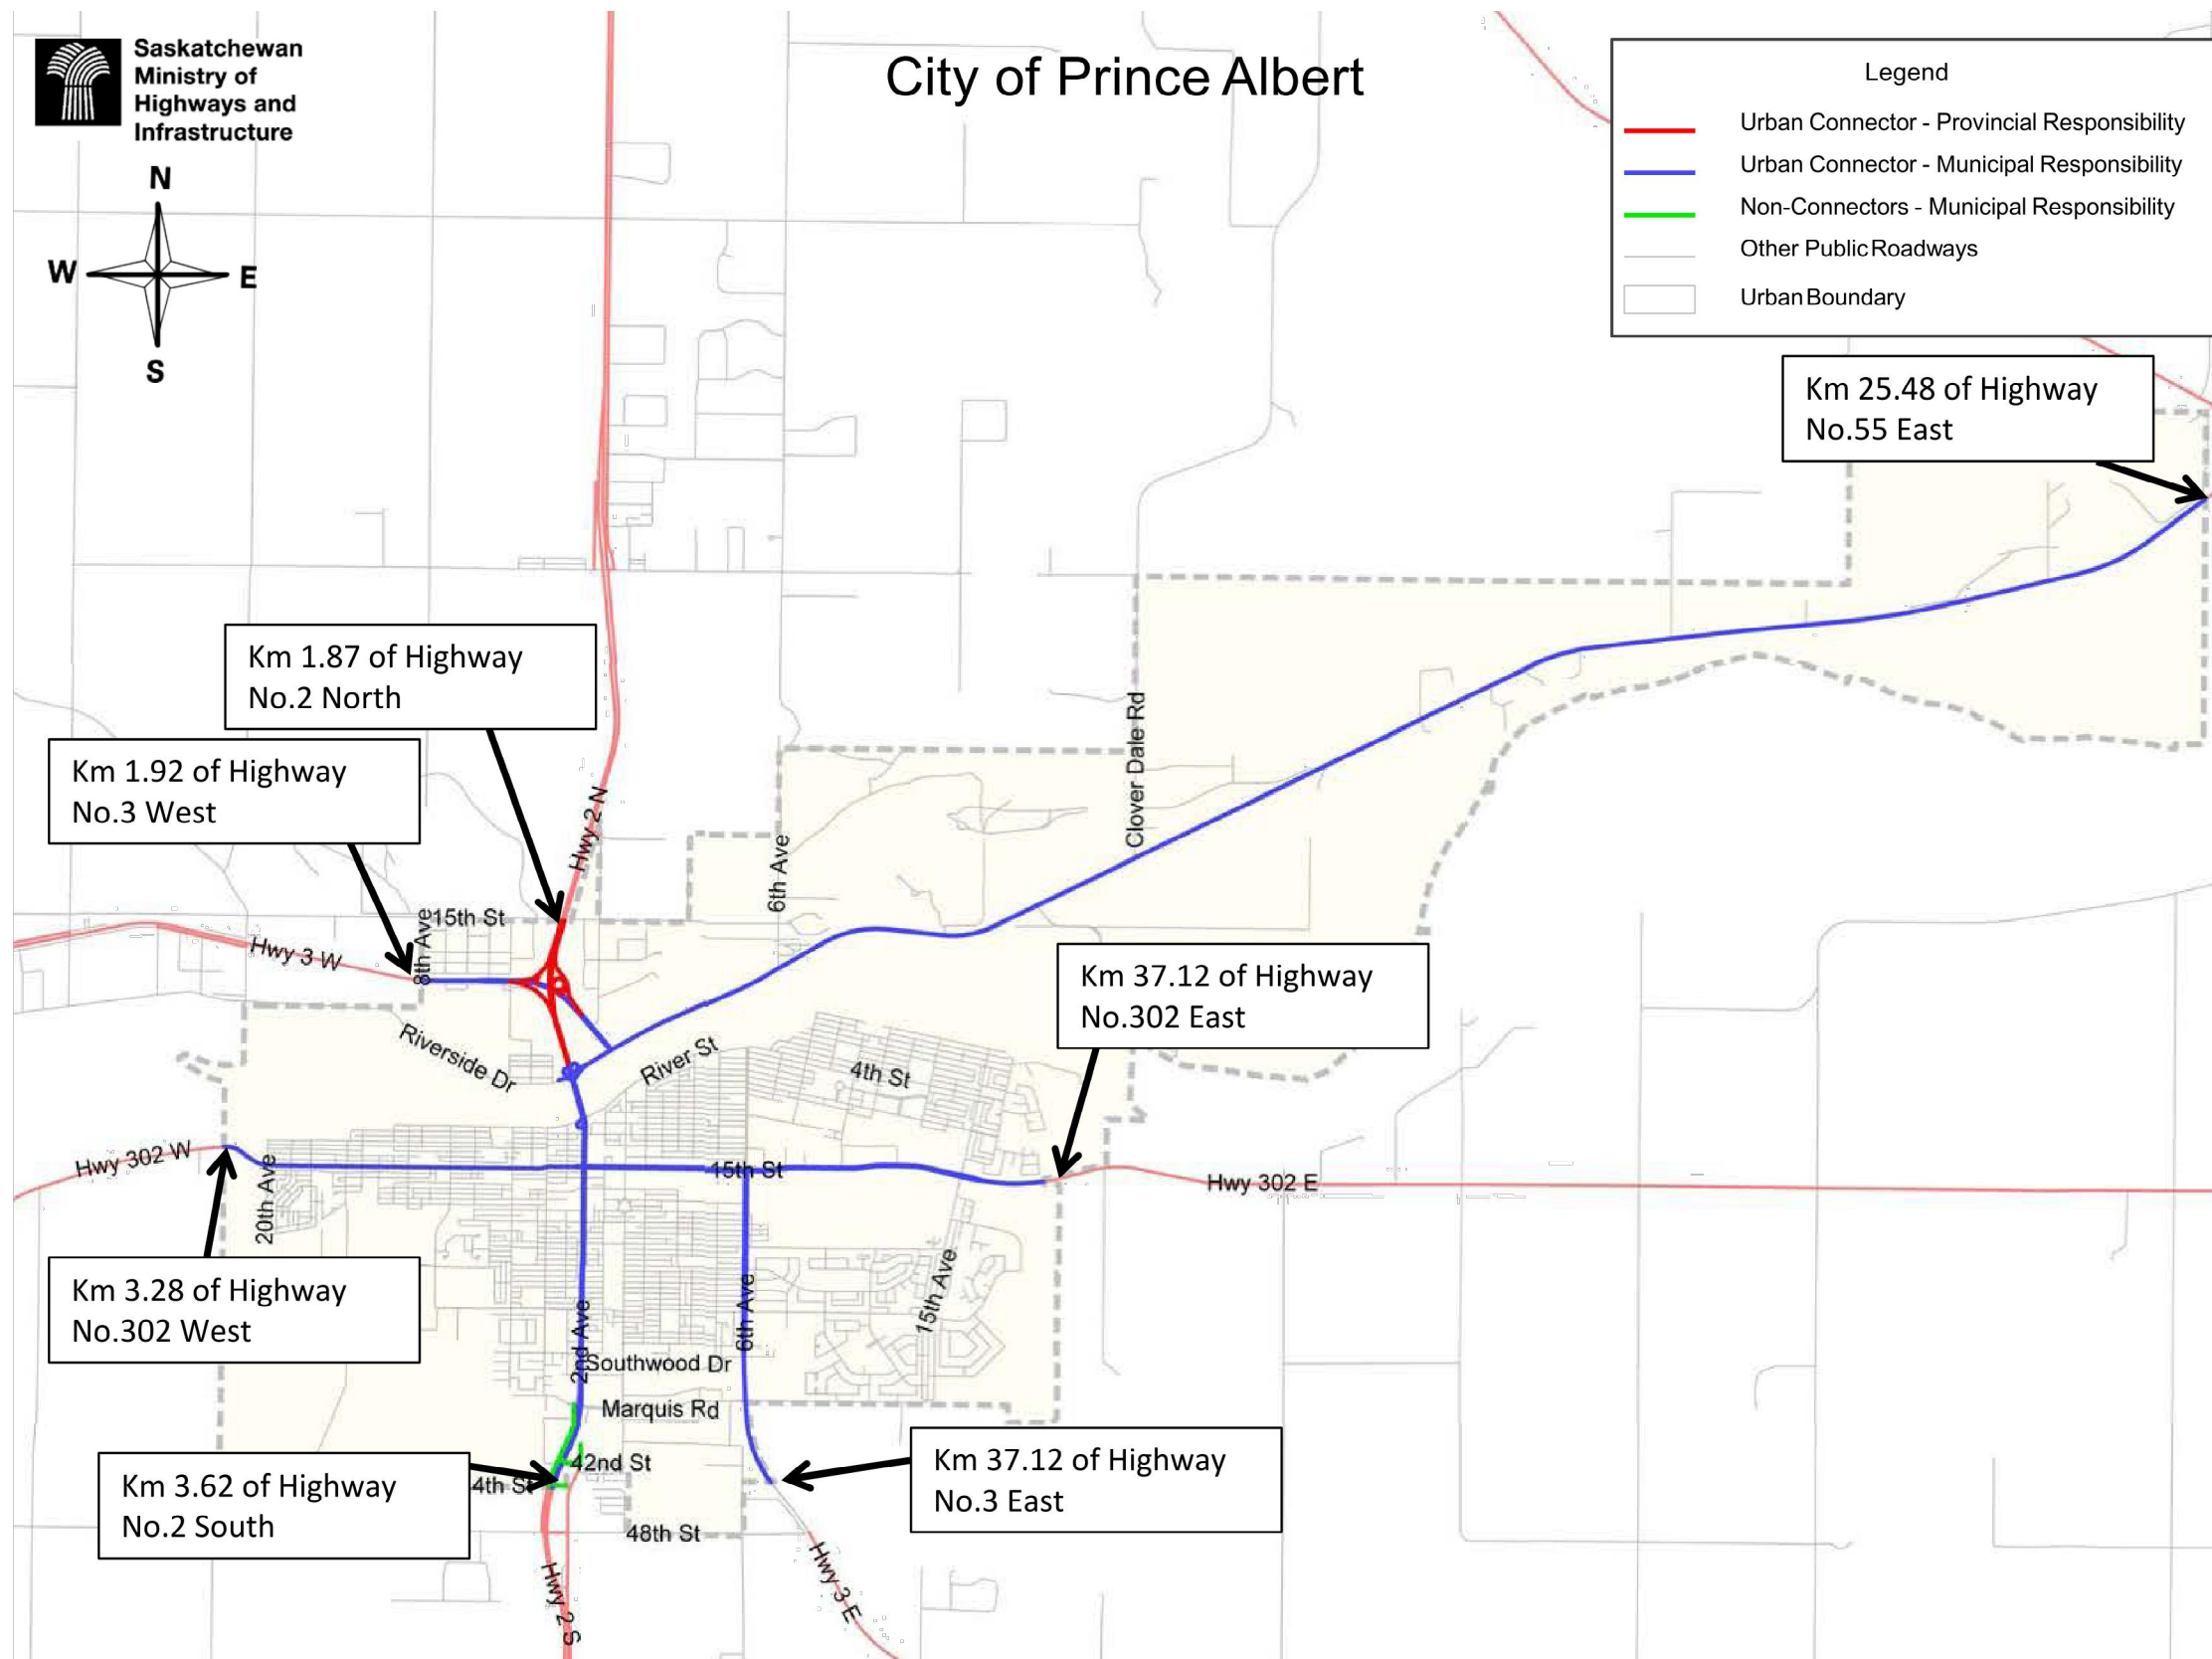 Saskatchewan
Ministry of
Highways and
Infrastructure
City of Prince Albert
N
W
E
S
Legend
Urban Connector - Provincial Responsibility
Urban Connector - Municipal Responsibility
Non-Connectors - Municipal Responsibility
Other Public Roadways
Urban Boundary
Km 25.48 of Highway
No.55 East
Km 1.87 of Highway
No.2 North
Km 1.92 of Highway
No.3 West
Hwy 2 N
Clover Dale Rd
6th Ave
8th Ave
15th St
Hwy 3 W
Km 37.12 of Highway
No.302 East
Riverside Dr
River St
4th St
Hwy 302 W
20th Ave
15th St
Hwy 302 E
Km 3.28 of Highway
No.302 West
2nd Ave
6th Ave
15th Ave
Southwood Dr
Marquis Rd
42nd St
4th St
Km 3.62 of Highway
No.2 South
Km 37.12 of Highway
No.3 East
48th St
Hwy 2 S
Hwy 3 E